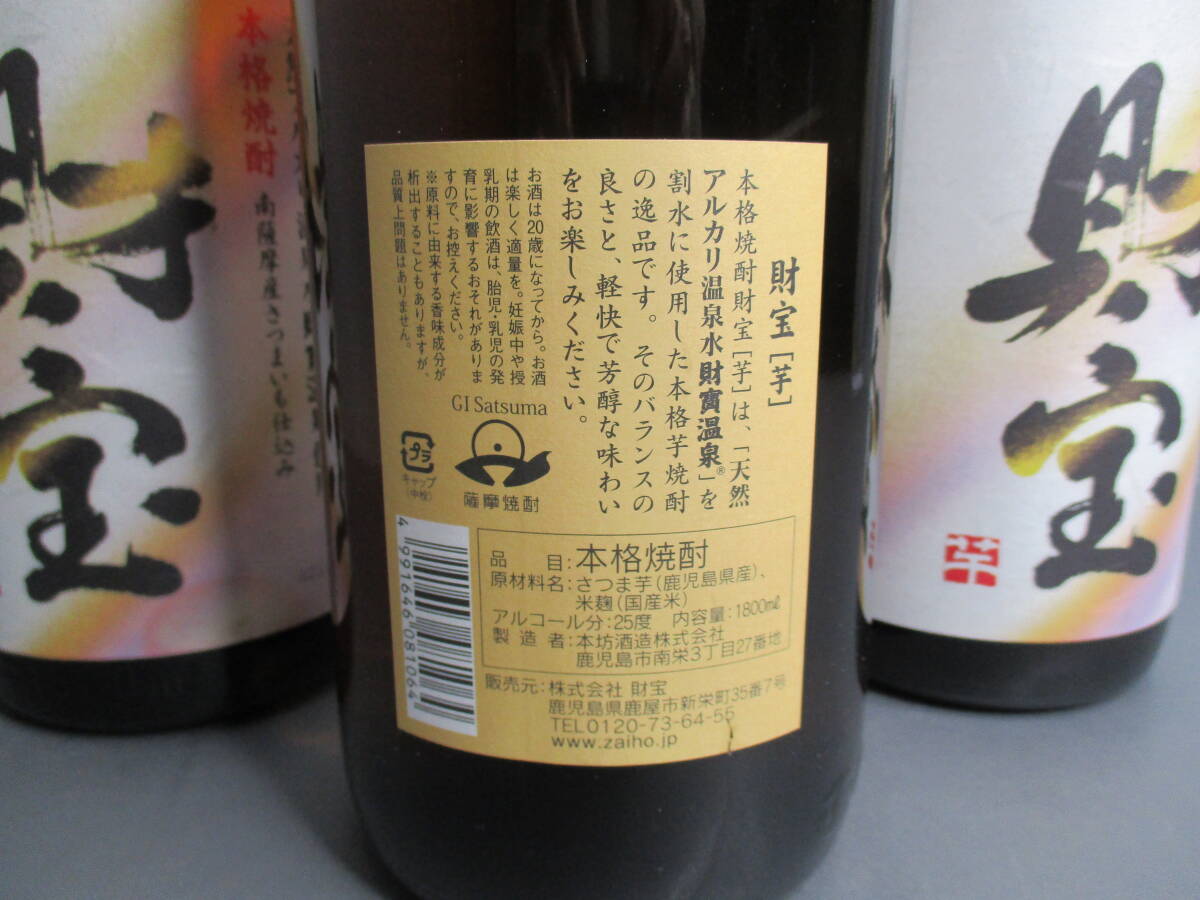 財宝［芋］
本格焼酎財宝［芋］は、「天然
アルカリ温泉水財寳温泉®」を
割水に使用した本格芋焼酎
の逸品です。そのバランスの
良さと、軽快で芳醇な味わい
をお楽しみください。
お酒は20歳になってから。お酒
は楽しく適量を。妊娠中や授
乳期の飲酒は、胎児・乳児の発
育に影響するおそれがありま
すので、お控えください。
※原料に由来する香味成分が
析出することもありますが、
品質上問題はありません。
GI Satsuma
薩摩焼酎
プラ
キャップ
（中栓）
4991646081064
品目：本格焼酎
原材料名：さつま芋（鹿児島県産）、
米麹（国産米）
アルコール分：25度 内容量：1800㎖
製造者：本坊酒造株式会社
鹿児島市南栄3丁目27番地
販売元：株式会社 財宝
鹿児島県鹿屋市新栄町35番7号
TEL0120-73-64-55
www.zaiho.jp
本格焼酎
南薩摩産さつまいも仕込み
財宝
財宝
芋